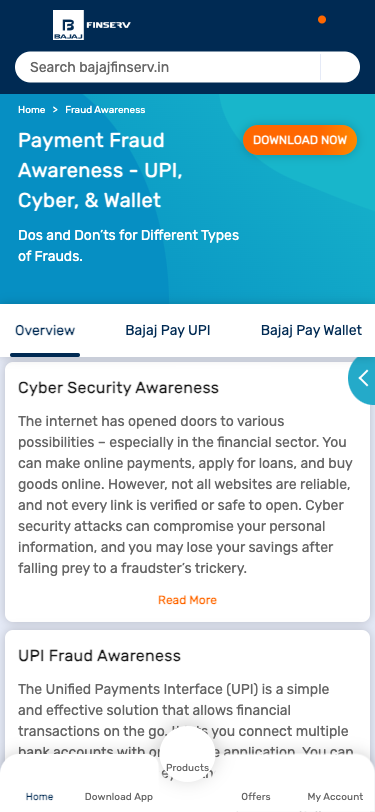 BAJAJ
FINSERV
Search bajajfinserv.in
Home > Fraud Awareness
Payment Fraud
Awareness - UPI,
Cyber, & Wallet
DOWNLOAD NOW
Dos and Don'ts for Different Types
of Frauds.
Overview Bajaj Pay UPI Bajaj Pay Wallet
Cyber Security Awareness
The internet has opened doors to various
possibilities – especially in the financial sector. You
can make online payments, apply for loans, and buy
goods online. However, not all websites are reliable,
and not every link is verified or safe to open. Cyber
security attacks can compromise your personal
information, and you may lose your savings after
falling prey to a fraudster's trickery.
Read More
UPI Fraud Awareness
The Unified Payments Interface (UPI) is a simple
and effective solution that allows financial
transactions on the go. you connect multiple
bank accounts with application. You can
Home Download App Products Offers My Account